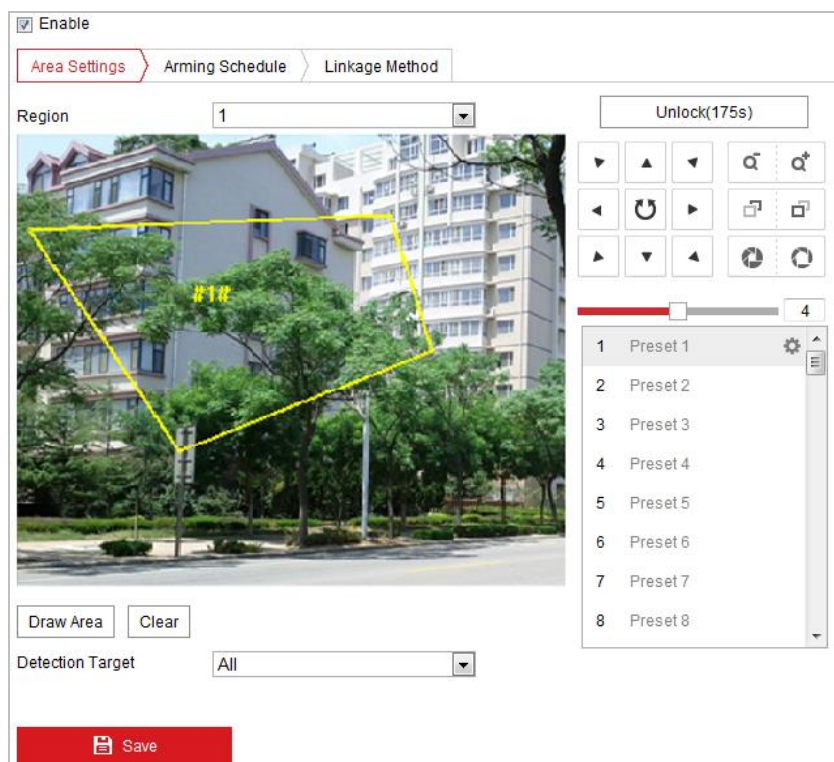 Enable
Area Settings
Arming Schedule
Linkage Method
Region
1
Unlock(175s)
#1#
4
1 Preset 1
2 Preset 2
3 Preset 3
4 Preset 4
5 Preset 5
6 Preset 6
7 Preset 7
8 Preset 8
Draw Area
Clear
Detection Target
All
Save